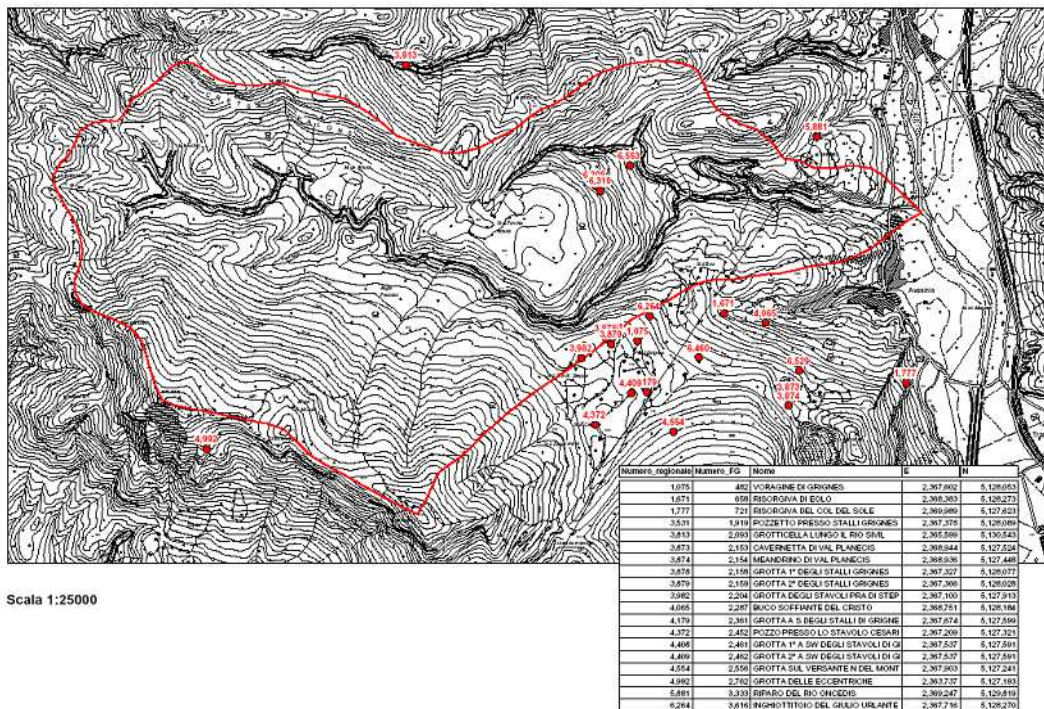 3,813
5,881
6,553
6,316
1,671
4,065
6,264
3,879
1,075
3,982
6,460
6,529
1,777
3,873
3,874
4,409
179
4,372
4,554
4,992
Avasinis
Scala 1:25000
Numero_regionale Numero_FG Nome E N
1,075 482 VORAGINE DI GRIGNES 2,367,602 5,128,053
1,671 658 RISORGIVA DI EOLO 2,368,383 5,128,273
1,777 721 RISORGIVA DEL COL DEL SOLE 2,369,989 5,127,623
3,531 1,919 POZZETTO PRESSO STALLI GRIGNES 2,367,375 5,128,089
3,813 2,093 GROTTICELLA LUNGO IL RIO SIVIL 2,365,599 5,130,543
3,873 2,153 CAVERNETTA DI VAL PLANECIS 2,368,944 5,127,524
3,874 2,154 MEANDRINO DI VAL PLANECIS 2,368,936 5,127,448
3,878 2,158 GROTTA 1° DEGLI STALLI GRIGNES 2,367,327 5,128,077
3,879 2,159 GROTTA 2° DEGLI STALLI GRIGNES 2,367,366 5,128,028
3,982 2,204 GROTTA DEGLI STAVOLI PRA DI STEP 2,367,100 5,127,913
4,065 2,287 BUCO SOFFIANTE DEL CRISTO 2,368,751 5,128,184
4,179 2,361 GROTTA A S DEGLI STALLI DI GRIGNE 2,367,674 5,127,599
4,372 2,452 POZZO PRESSO LO STAVOLO CESARI 2,367,209 5,127,321
4,408 2,461 GROTTA 1° A SW DEGLI STAVOLI DI GI 2,367,537 5,127,591
4,409 2,462 GROTTA 2° A SW DEGLI STAVOLI DI GI 2,367,537 5,127,591
4,554 2,556 GROTTA SUL VERSANTE N DEL MONT 2,367,903 5,127,241
4,992 2,762 GROTTA DELLE ECCENTRICHE 2,363,737 5,127,193
5,881 3,333 RIPARO DEL RIO ONCEDIS 2,369,247 5,129,819
6,264 3,616 INGHIOTTITOIO DEL GIULIO URLANTE 2,367,716 5,128,270